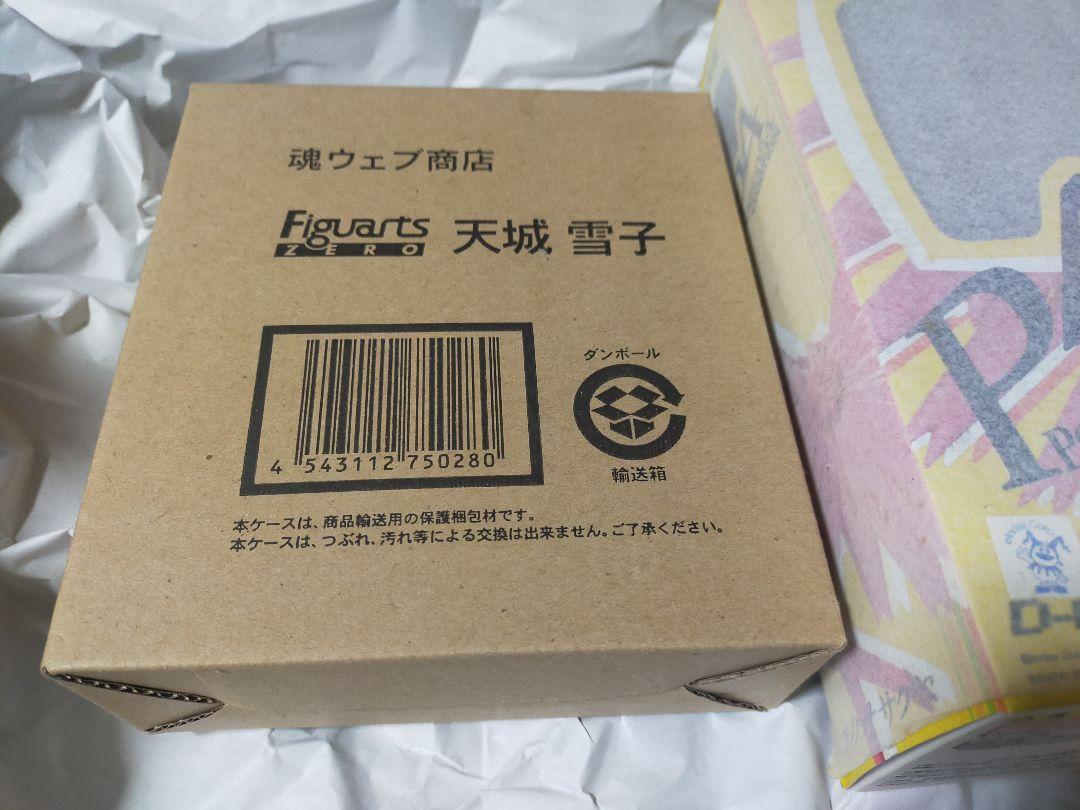 魂ウェブ商店
Figuarts
ZERO
天城 雪子
4 543112 750280
ダンボール
輸送箱
本ケースは、商品輸送用の保護梱包材です。
本ケースは、つぶれ、汚れ等による交換は出来ません。ご了承ください。